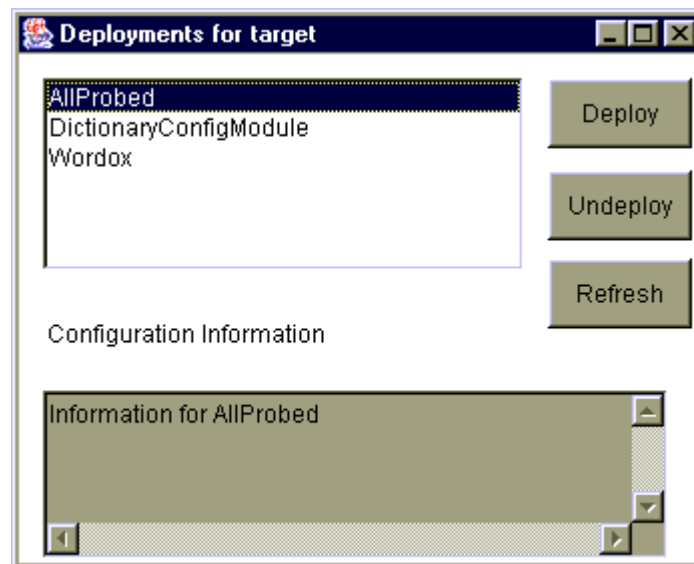 Deployments for target
AllProbed
DictionaryConfigModule
Wordox
Deploy
Undeploy
Refresh
Configuration Information
Information for AllProbed